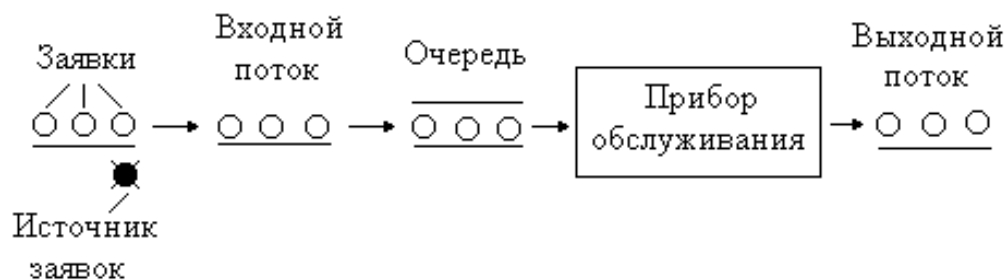 Заявки
Входной
поток
Очередь
Прибор
обслуживания
Выходной
поток
Источник
заявок